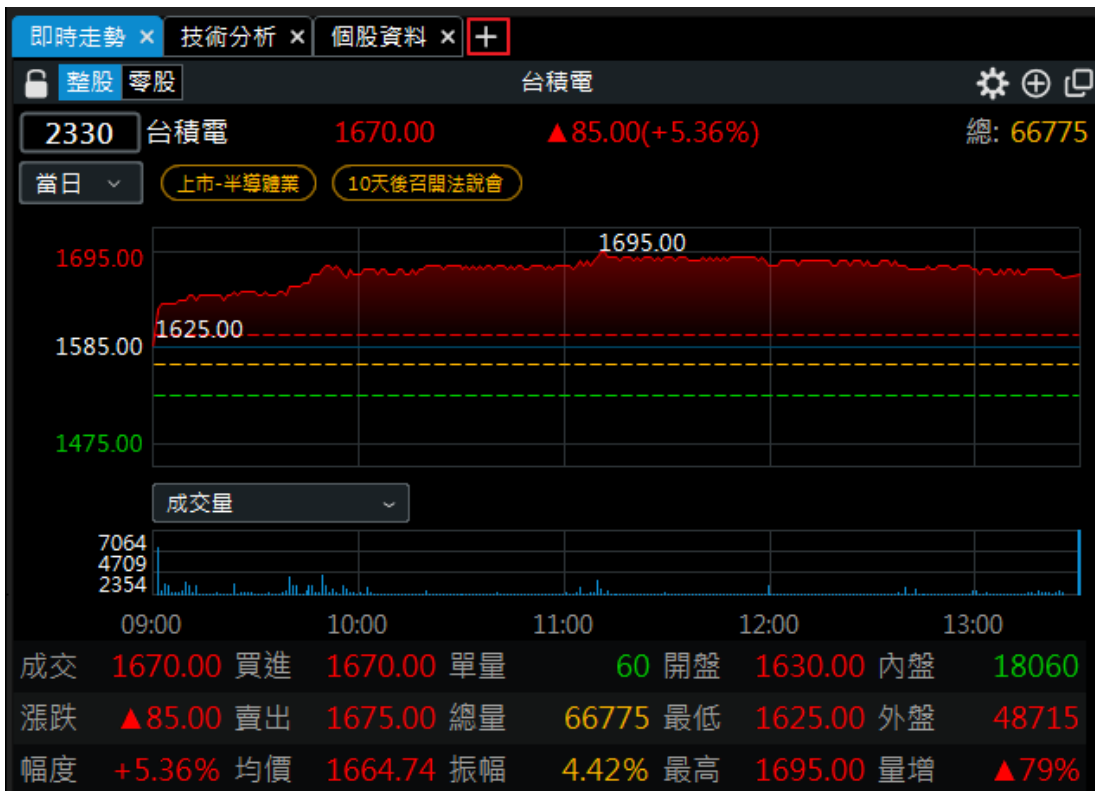 即時走勢 × 技術分析 × 個股資料 × +
整股 零股 台積電
2330 台積電 1670.00 ▲85.00(+5.36%) 總: 66775
當日 上市-半導體業 10天後召開法說會
1695.00
1695.00
1625.00
1585.00
1475.00
成交量
7064
4709
2354
09:00 10:00 11:00 12:00 13:00
成交 1670.00 買進 1670.00 單量 60 開盤 1630.00 內盤 18060
漲跌 ▲85.00 賣出 1675.00 總量 66775 最低 1625.00 外盤 48715
幅度 +5.36% 均價 1664.74 振幅 4.42% 最高 1695.00 量增 ▲79%